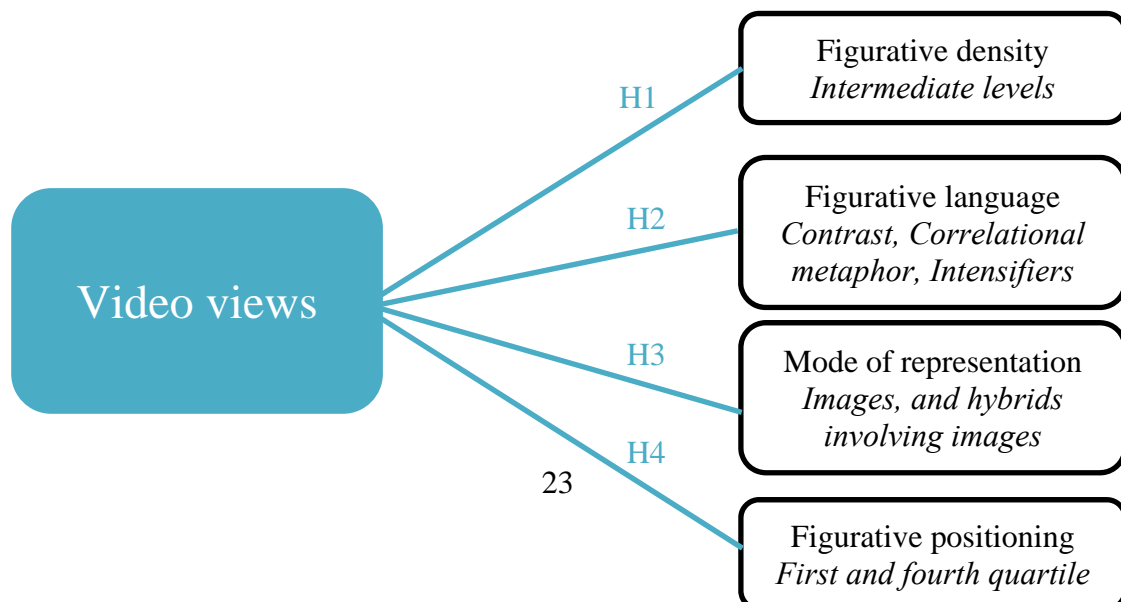 Video views
H1
Figurative density
Intermediate levels
H2
Figurative language
Contrast, Correlational
metaphor, Intensifiers
H3
Mode of representation
Images, and hybrids
involving images
H4
Figurative positioning
First and fourth quartile
23